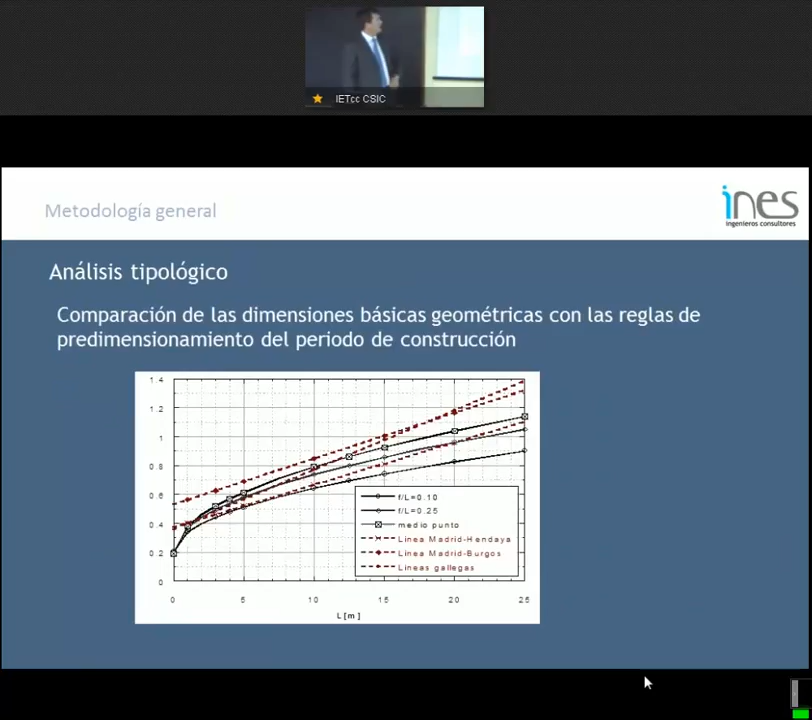 IETcc CSIC
Metodología general
ines
ingenieros consultores
Análisis tipológico
Comparación de las dimensiones básicas geométricas con las reglas de
predimensionamiento del periodo de construcción
1.4
1.2
1
0.8
0.6
0.4
0.2
0
f/L=0.10
f/L=0.25
medio punto
Linea Madrid-Hendaya
Linea Madrid-Burgos
Lineas gallegas
0 5 10 15 20 25
L [m]